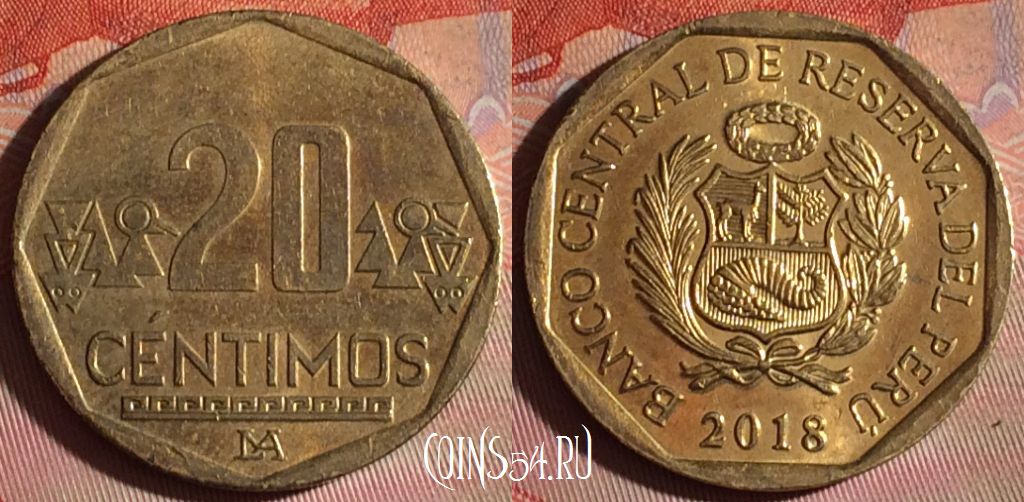 20
CÉNTIMOS
LMA
BANCO CENTRAL DE RESERVA DEL PERÚ
2018
COINS54.RU